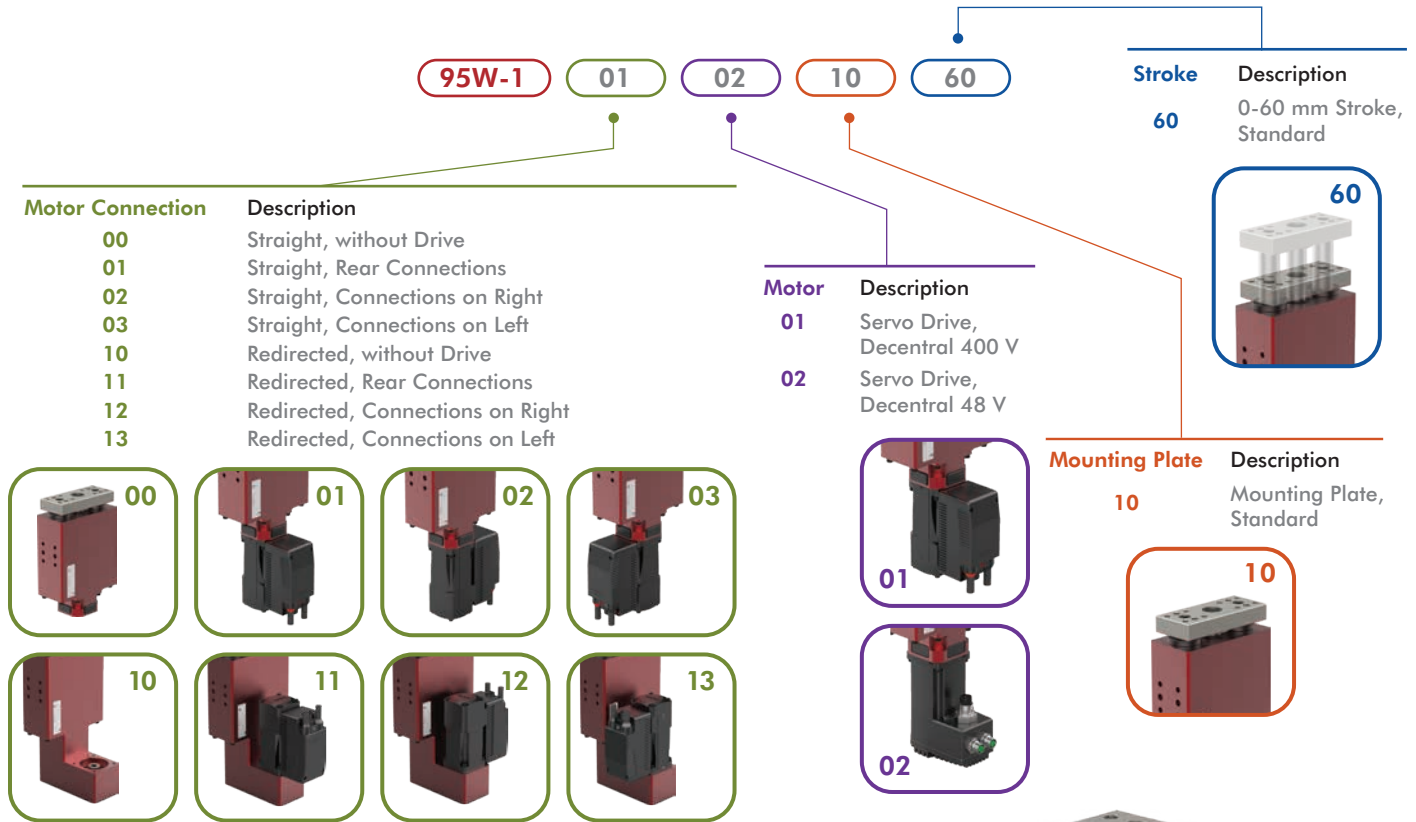 95W-1 01 02 10 60
Stroke Description
60 0-60 mm Stroke,
Standard
60
Motor Connection Description
00 Straight, without Drive
01 Straight, Rear Connections
02 Straight, Connections on Right
03 Straight, Connections on Left
10 Redirected, without Drive
11 Redirected, Rear Connections
12 Redirected, Connections on Right
13 Redirected, Connections on Left
Motor Description
01 Servo Drive,
Decentral 400 V
02 Servo Drive,
Decentral 48 V
Mounting Plate Description
10 Mounting Plate,
Standard
00 01 02 03
10 11 12 13
01
02
10